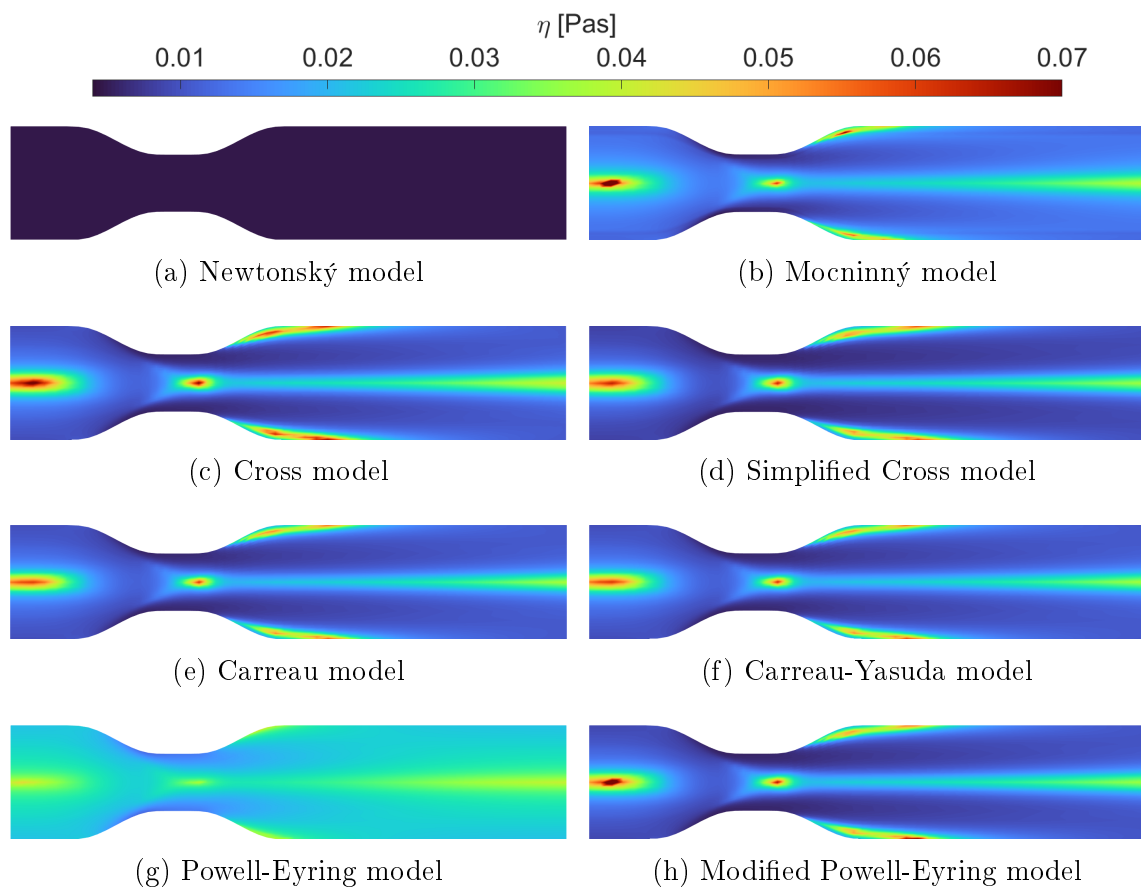 η [Pas]
0.01 0.02 0.03 0.04 0.05 0.06 0.07
(a) Newtonský model
(b) Mocninný model
(c) Cross model
(d) Simplified Cross model
(e) Carreau model
(f) Carreau-Yasuda model
(g) Powell-Eyring model
(h) Modified Powell-Eyring model